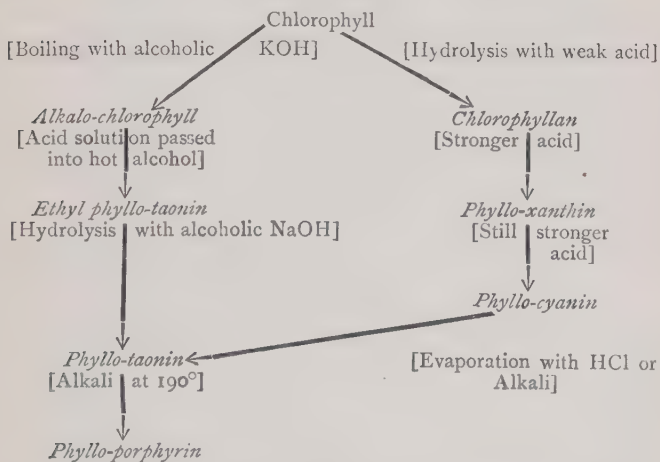 Chlorophyll
[Boiling with alcoholic KOH]
[Hydrolysis with weak acid]
Alkalo-chlorophyll
[Acid solution passed
into hot alcohol]
Chlorophyllan
[Stronger acid]
Ethyl phyllo-taonin
[Hydrolysis with alcoholic NaOH]
Phyllo-xanthin
[Still stronger
acid]
Phyllo-cyanin
Phyllo-taonin
[Alkali at 190°]
[Evaporation with HCl or
Alkali]
Phyllo-porphyrin